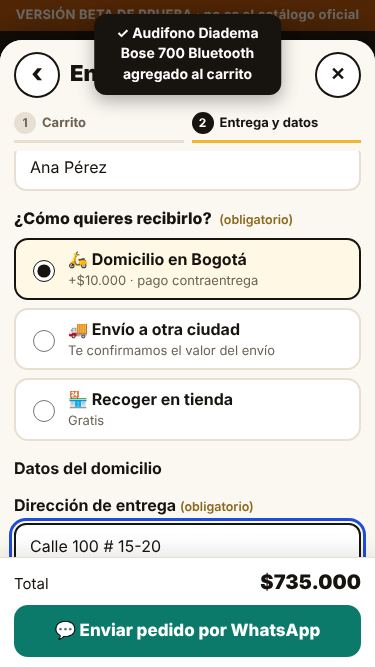 VERSIÓN BETA DE PRUEBA · no es el catálogo oficial
✓ Audifono Diadema
Bose 700 Bluetooth
agregado al carrito
‹
En
✕
1 Carrito
2 Entrega y datos
Ana Pérez
¿Cómo quieres recibirlo? (obligatorio)
🛵 Domicilio en Bogotá
+$10.000 · pago contraentrega
🚚 Envío a otra ciudad
Te confirmamos el valor del envío
🏪 Recoger en tienda
Gratis
Datos del domicilio
Dirección de entrega (obligatorio)
Calle 100 # 15-20
Total $735.000
💬 Enviar pedido por WhatsApp